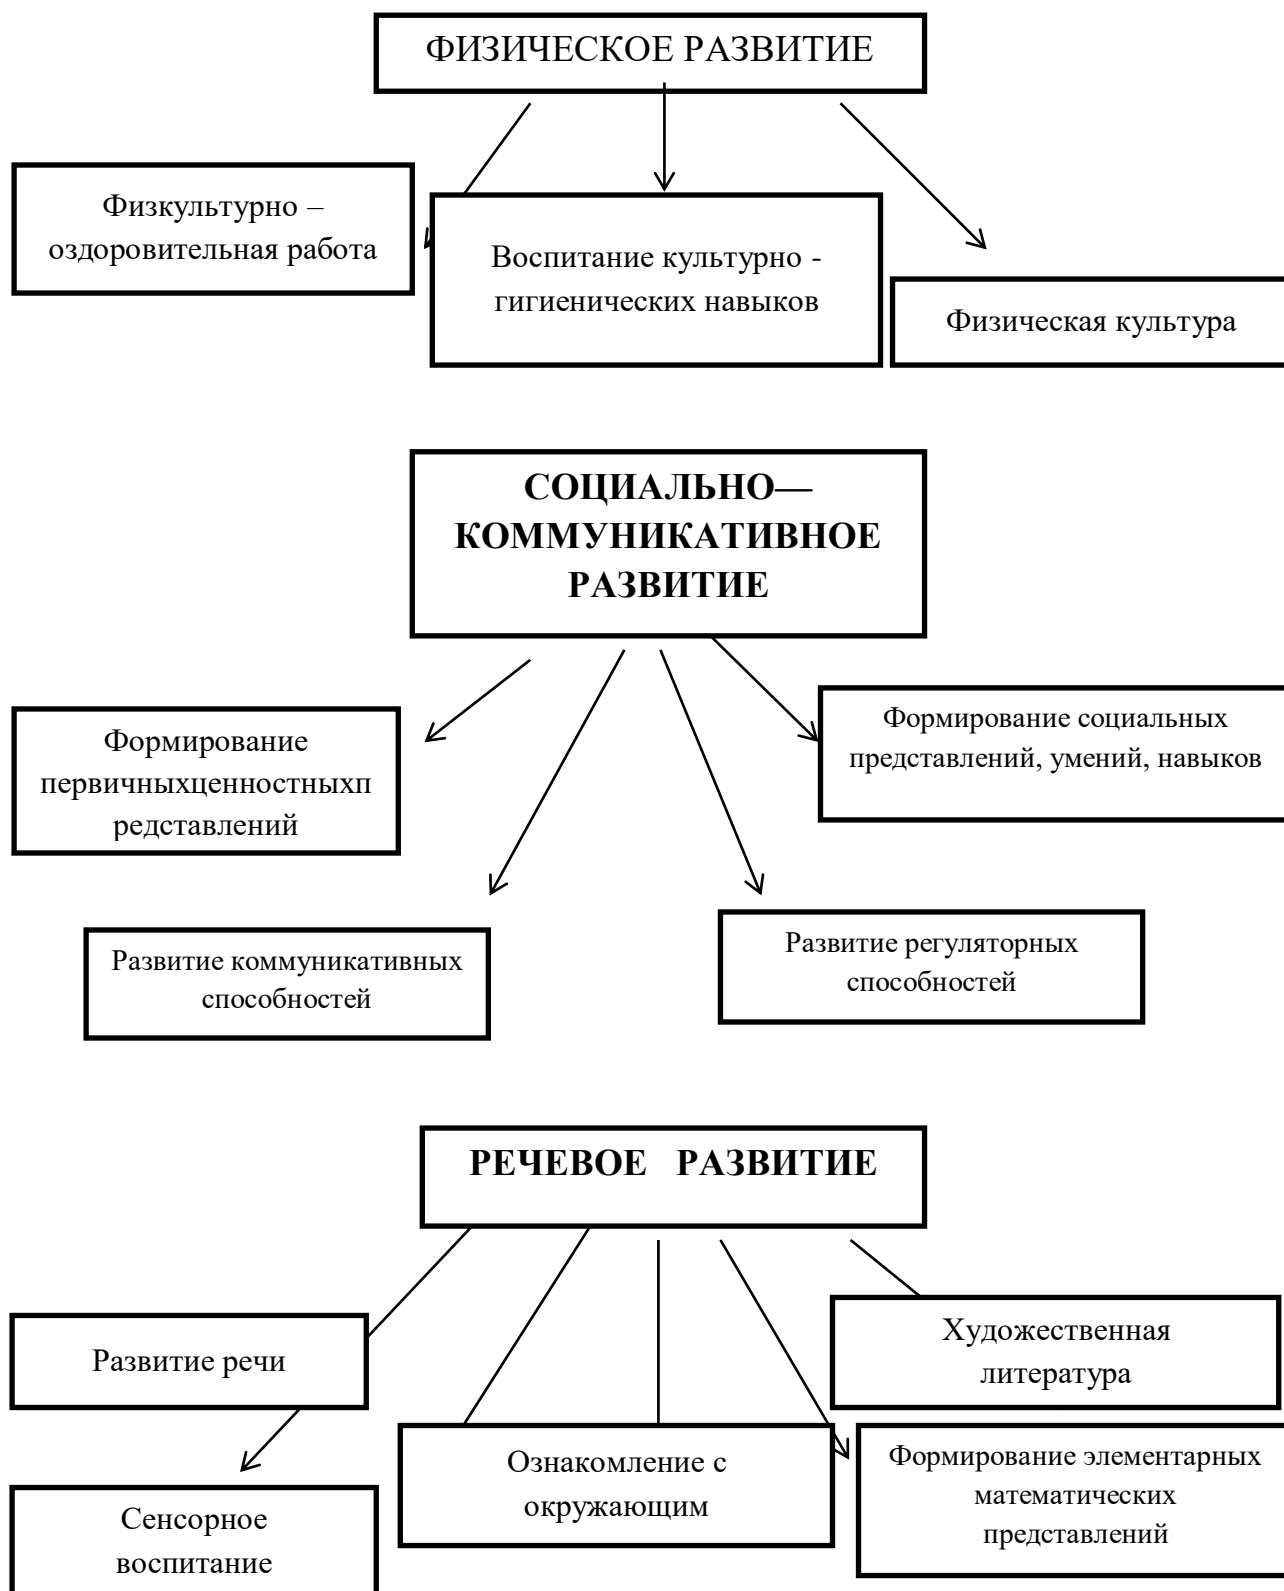 ФИЗИЧЕСКОЕ РАЗВИТИЕ
Физкультурно –
оздоровительная работа
Воспитание культурно -
гигиенических навыков
Физическая культура
СОЦИАЛЬНО—
КОММУНИКАТИВНОЕ
РАЗВИТИЕ
Формирование
первичныхценностныхп
редставлений
Формирование социальных
представлений, умений, навыков
Развитие коммуникативных
способностей
Развитие регуляторных
способностей
РЕЧЕВОЕ РАЗВИТИЕ
Развитие речи
Художественная
литература
Сенсорное
воспитание
Ознакомление с
окружающим
Формирование элементарных
математических
представлений